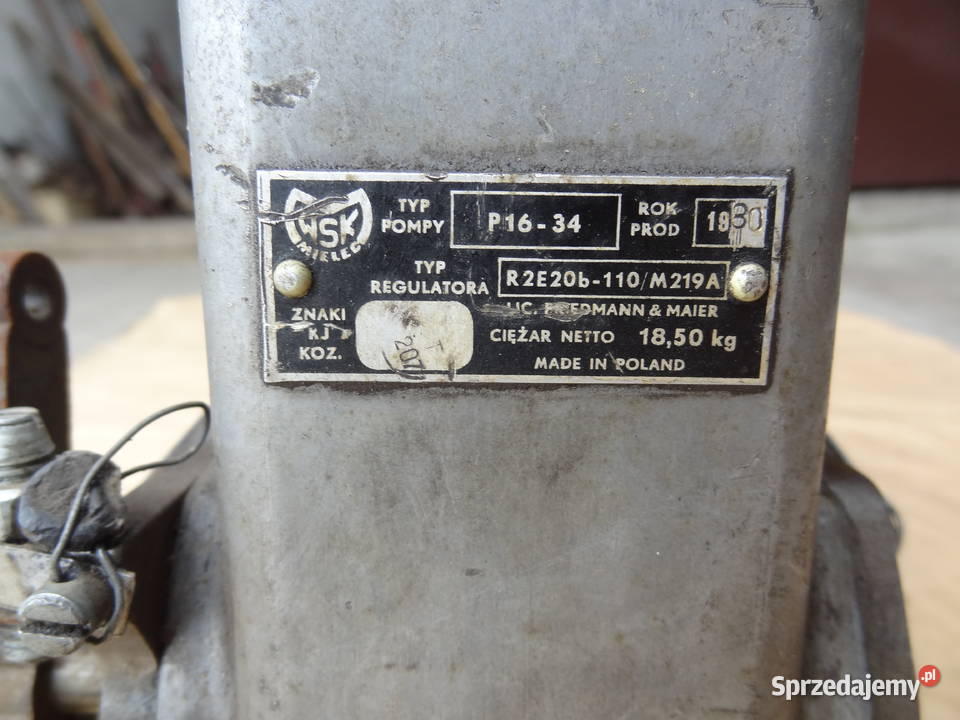 WSK
MIELEC
TYP POMPY P16-34
ROK PROD 1980
TYP REGULATORA R2E20b-110/M219A
LIC. FRIEDMANN & MAIER
ZNAKI
KJ
KOZ.
CIĘŻAR NETTO 18,50 kg
MADE IN POLAND
Sprzedajemy.pl